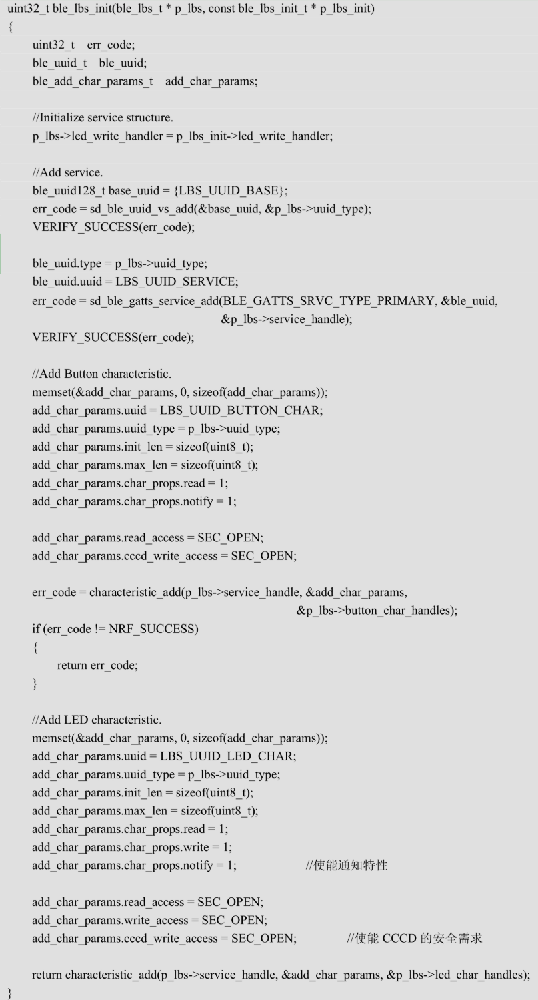 uint32_t ble_lbs_init(ble_lbs_t * p_lbs, const ble_lbs_init_t * p_lbs_init)
{
uint32_t err_code;
ble_uuid_t ble_uuid;
ble_add_char_params_t add_char_params;
//Initialize service structure.
p_lbs->led_write_handler = p_lbs_init->led_write_handler;
//Add service.
ble_uuid128_t base_uuid = {LBS_UUID_BASE};
err_code = sd_ble_uuid_vs_add(&base_uuid, &p_lbs->uuid_type);
VERIFY_SUCCESS(err_code);
ble_uuid.type = p_lbs->uuid_type;
ble_uuid.uuid = LBS_UUID_SERVICE;
err_code = sd_ble_gatts_service_add(BLE_GATTS_SRVC_TYPE_PRIMARY, &ble_uuid,
&p_lbs->service_handle);
VERIFY_SUCCESS(err_code);
//Add Button characteristic.
memset(&add_char_params, 0, sizeof(add_char_params));
add_char_params.uuid = LBS_UUID_BUTTON_CHAR;
add_char_params.uuid_type = p_lbs->uuid_type;
add_char_params.init_len = sizeof(uint8_t);
add_char_params.max_len = sizeof(uint8_t);
add_char_params.char_props.read = 1;
add_char_params.char_props.notify = 1;
add_char_params.read_access = SEC_OPEN;
add_char_params.cccd_write_access = SEC_OPEN;
err_code = characteristic_add(p_lbs->service_handle, &add_char_params,
&p_lbs->button_char_handles);
if (err_code != NRF_SUCCESS)
{
return err_code;
}
//Add LED characteristic.
memset(&add_char_params, 0, sizeof(add_char_params));
add_char_params.uuid = LBS_UUID_LED_CHAR;
add_char_params.uuid_type = p_lbs->uuid_type;
add_char_params.init_len = sizeof(uint8_t);
add_char_params.max_len = sizeof(uint8_t);
add_char_params.char_props.read = 1;
add_char_params.char_props.write = 1;
add_char_params.char_props.notify = 1; //使能通知特性
add_char_params.read_access = SEC_OPEN;
add_char_params.write_access = SEC_OPEN;
add_char_params.cccd_write_access = SEC_OPEN; //使能 CCCD 的安全需求
return characteristic_add(p_lbs->service_handle, &add_char_params, &p_lbs->led_char_handles);
}